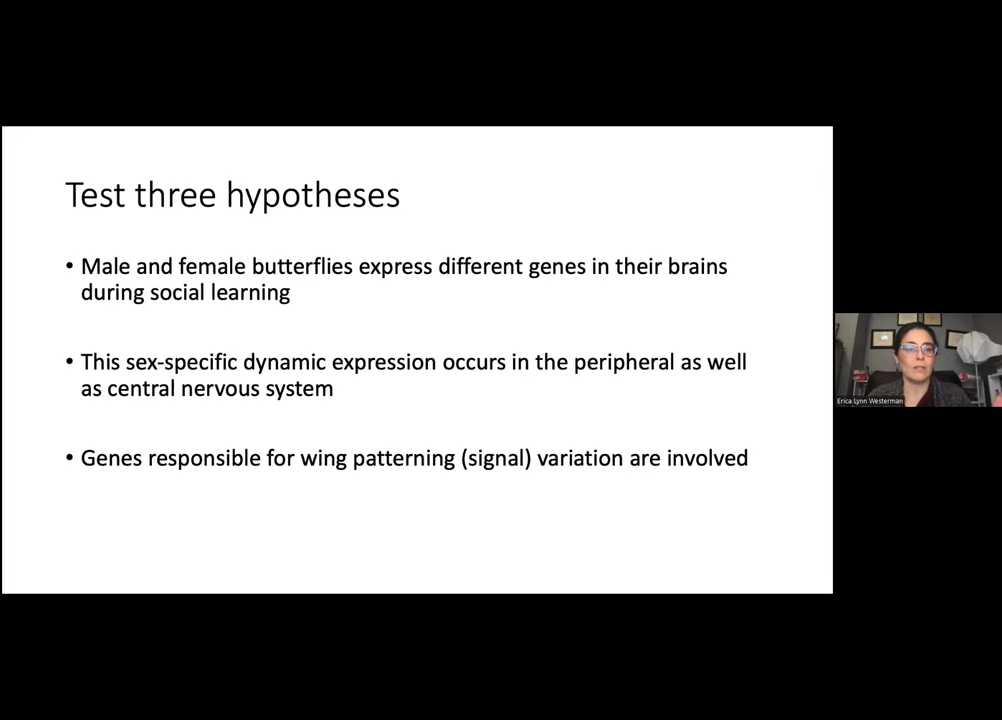 Test three hypotheses
• Male and female butterflies express different genes in their brains
during social learning
• This sex-specific dynamic expression occurs in the peripheral as well
as central nervous system
• Genes responsible for wing patterning (signal) variation are involved
Erica Lynn Westerman